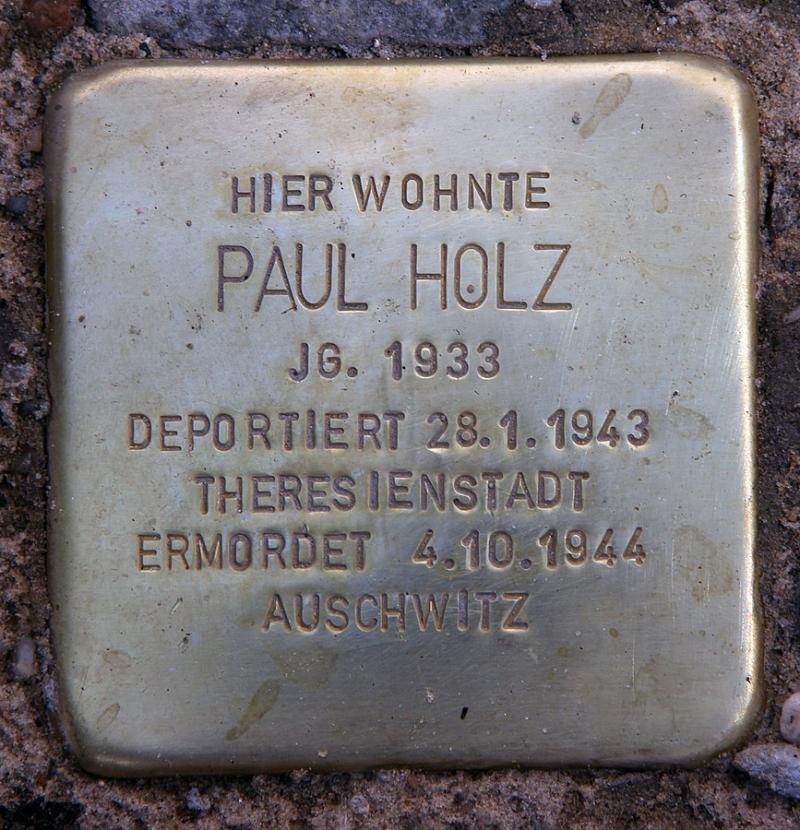 HIER WOHNTE
PAUL HOLZ
JG. 1933
DEPORTIERT 28.1.1943
THERESIENSTADT
ERMORDET 4.10.1944
AUSCHWITZ